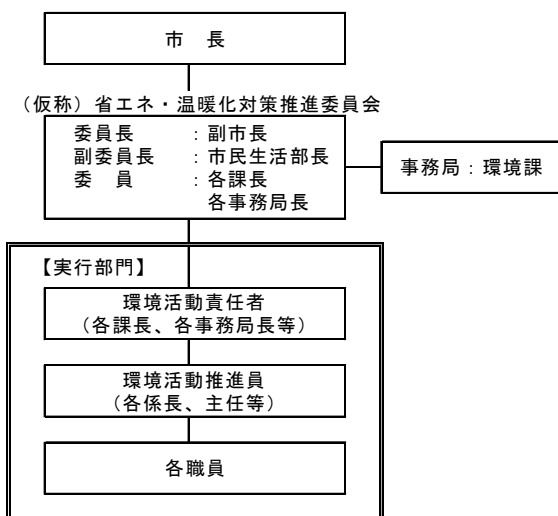 市　長
（仮称）省エネ・温暖化対策推進委員会
委員長　　：副市長
副委員長　：市民生活部長
委　員　　：各課長
各事務局長
事務局：環境課
【実行部門】
環境活動責任者
（各課長、各事務局長等）
環境活動推進員
（各係長、主任等）
各職員